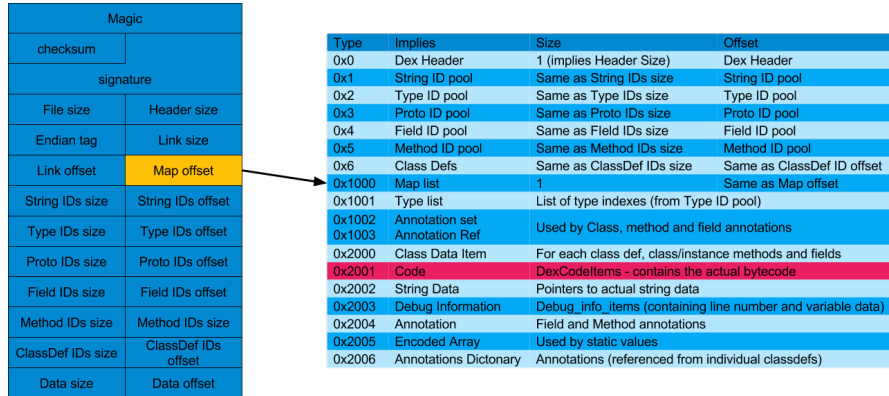 Magic
checksum
signature
File size Header size
Endian tag Link size
Link offset Map offset
String IDs size String IDs offset
Type IDs size Type IDs offset
Proto IDs size Proto IDs offset
Field IDs size Field IDs offset
Method IDs size Method IDs size
ClassDef IDs size ClassDef IDs
offset
Data size Data offset
Type Implies Size Offset
0x0 Dex Header 1 (implies Header Size) Dex Header
0x1 String ID pool Same as String IDs size String ID pool
0x2 Type ID pool Same as Type IDs size Type ID pool
0x3 Proto ID pool Same as Proto IDs size Proto ID pool
0x4 Field ID pool Same as FIeld IDs size Field ID pool
0x5 Method ID pool Same as Method IDs size Method ID pool
0x6 Class Defs Same as ClassDef IDs size Same as ClassDef ID offset
0x1000 Map list 1 Same as Map offset
0x1001 Type list List of type indexes (from Type ID pool)
0x1002 Annotation set
0x1003 Annotation Ref Used by Class, method and field annotations
0x2000 Class Data Item For each class def, class/instance methods and fields
0x2001 Code DexCodeItems - contains the actual bytecode
0x2002 String Data Pointers to actual string data
0x2003 Debug Information Debug_info_items (containing line number and variable data)
0x2004 Annotation Field and Method annotations
0x2005 Encoded Array Used by static values
0x2006 Annotations Dictonary Annotations (referenced from individual classdefs)